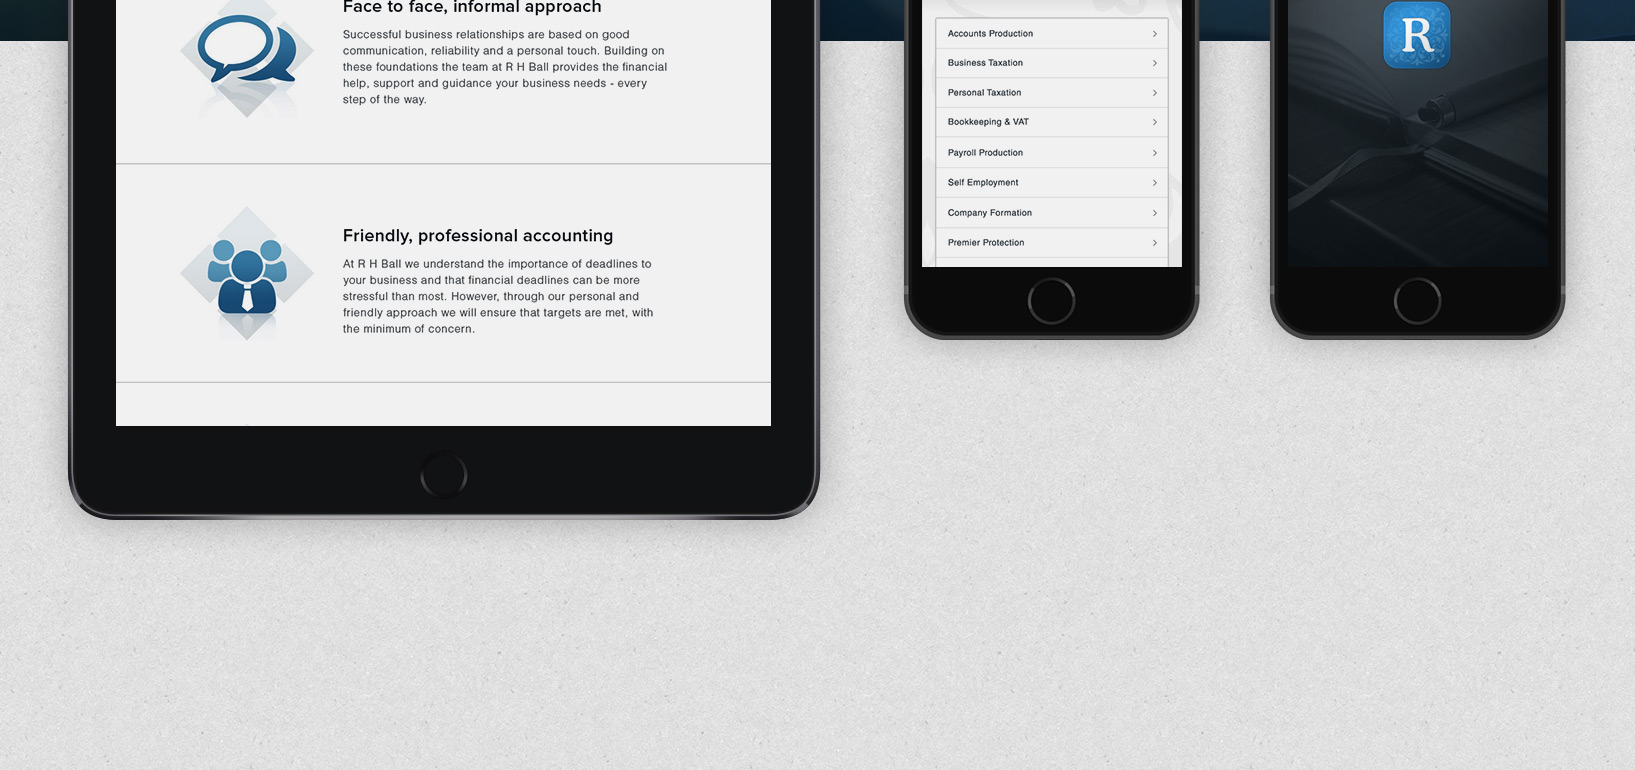 Face to face, informal approach
Successful business relationships are based on good
communication, reliability and a personal touch. Building on
these foundations the team at R H Ball provides the financial
help, support and guidance your business needs - every
step of the way.
Friendly, professional accounting
At R H Ball we understand the importance of deadlines to
your business and that financial deadlines can be more
stressful than most. However, through our personal and
friendly approach we will ensure that targets are met, with
the minimum of concern.
Accounts Production
Business Taxation
Personal Taxation
Bookkeeping & VAT
Payroll Production
Self Employment
Company Formation
Premier Protection
R